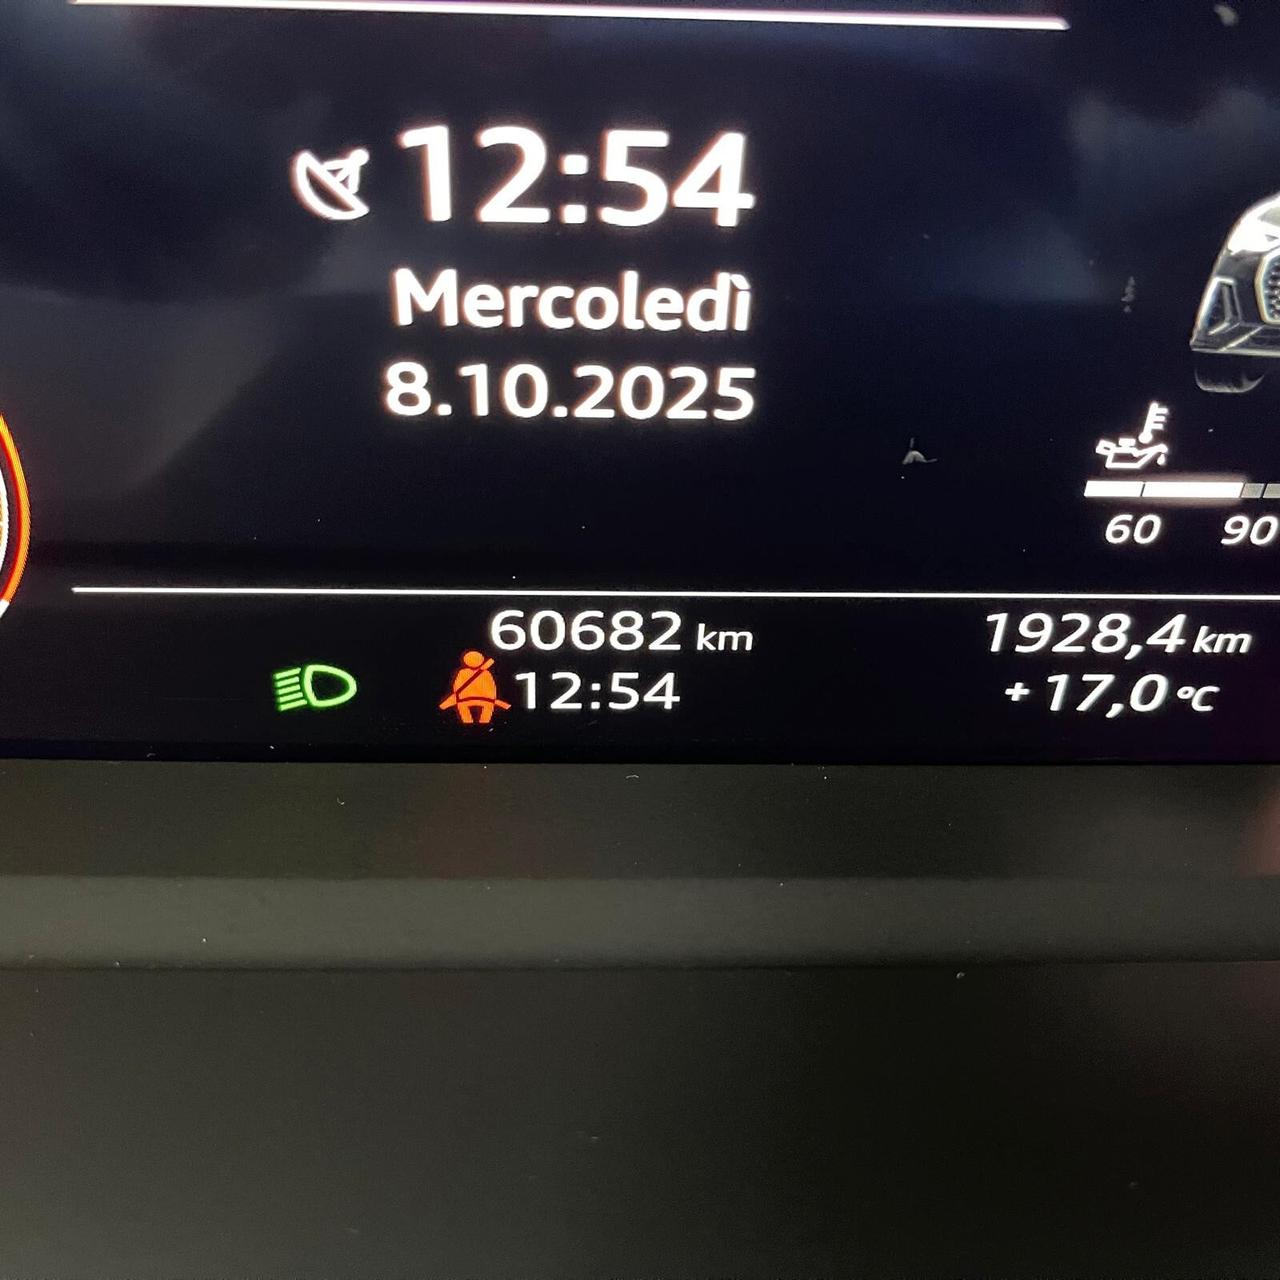 12:54
Mercoledì
8.10.2025
60 90
60682 km 1928,4 km
12:54 + 17,0 °C